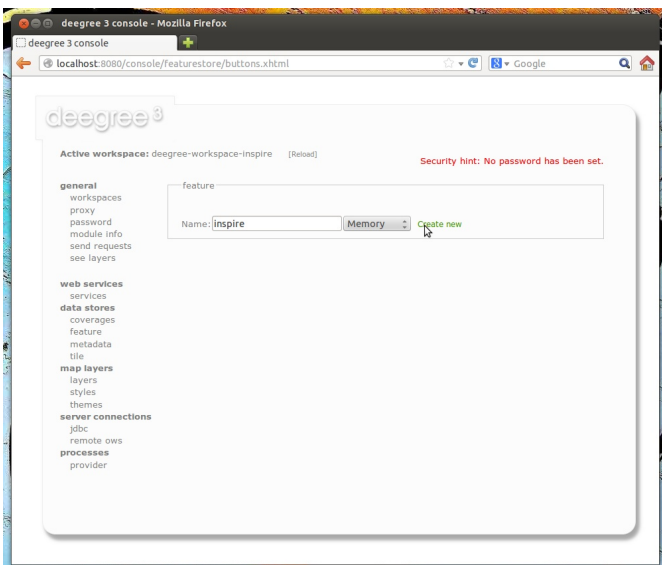 deegree 3 console - Mozilla Firefox
deegree 3 console
localhost:8080/console/featurestore/buttons.xhtml
Google
deegree 3
Active workspace: deegree-workspace-inspire [Reload]
Security hint: No password has been set.
general
workspaces
proxy
password
module info
send requests
see layers
web services
services
data stores
coverages
feature
metadata
tile
map layers
layers
styles
themes
server connections
jdbc
remote ows
processes
provider
feature
Name: inspire Memory Create new